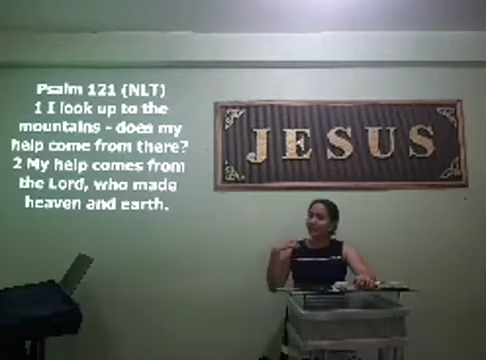 Psalm 121 (NLT)
1 I look up to the
mountains - does my
help come from there?
2 My help comes from
the Lord, who made
heaven and earth.
JESUS